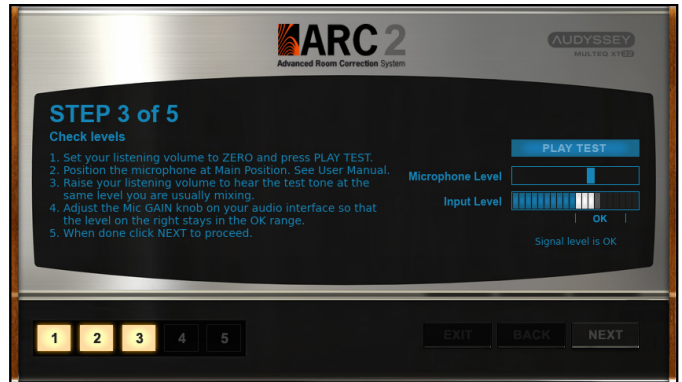 ARC 2
Advanced Room Correction System
AUDYSSEY
MULTEQ XT32
STEP 3 of 5
Check levels
1. Set your listening volume to ZERO and press PLAY TEST.
2. Position the microphone at Main Position. See User Manual.
3. Raise your listening volume to hear the test tone at the
same level you are usually mixing.
4. Adjust the Mic GAIN knob on your audio interface so that
the level on the right stays in the OK range.
5. When done click NEXT to proceed.
PLAY TEST
Microphone Level
Input Level
OK
Signal level is OK
1 2 3 4 5
EXIT BACK NEXT